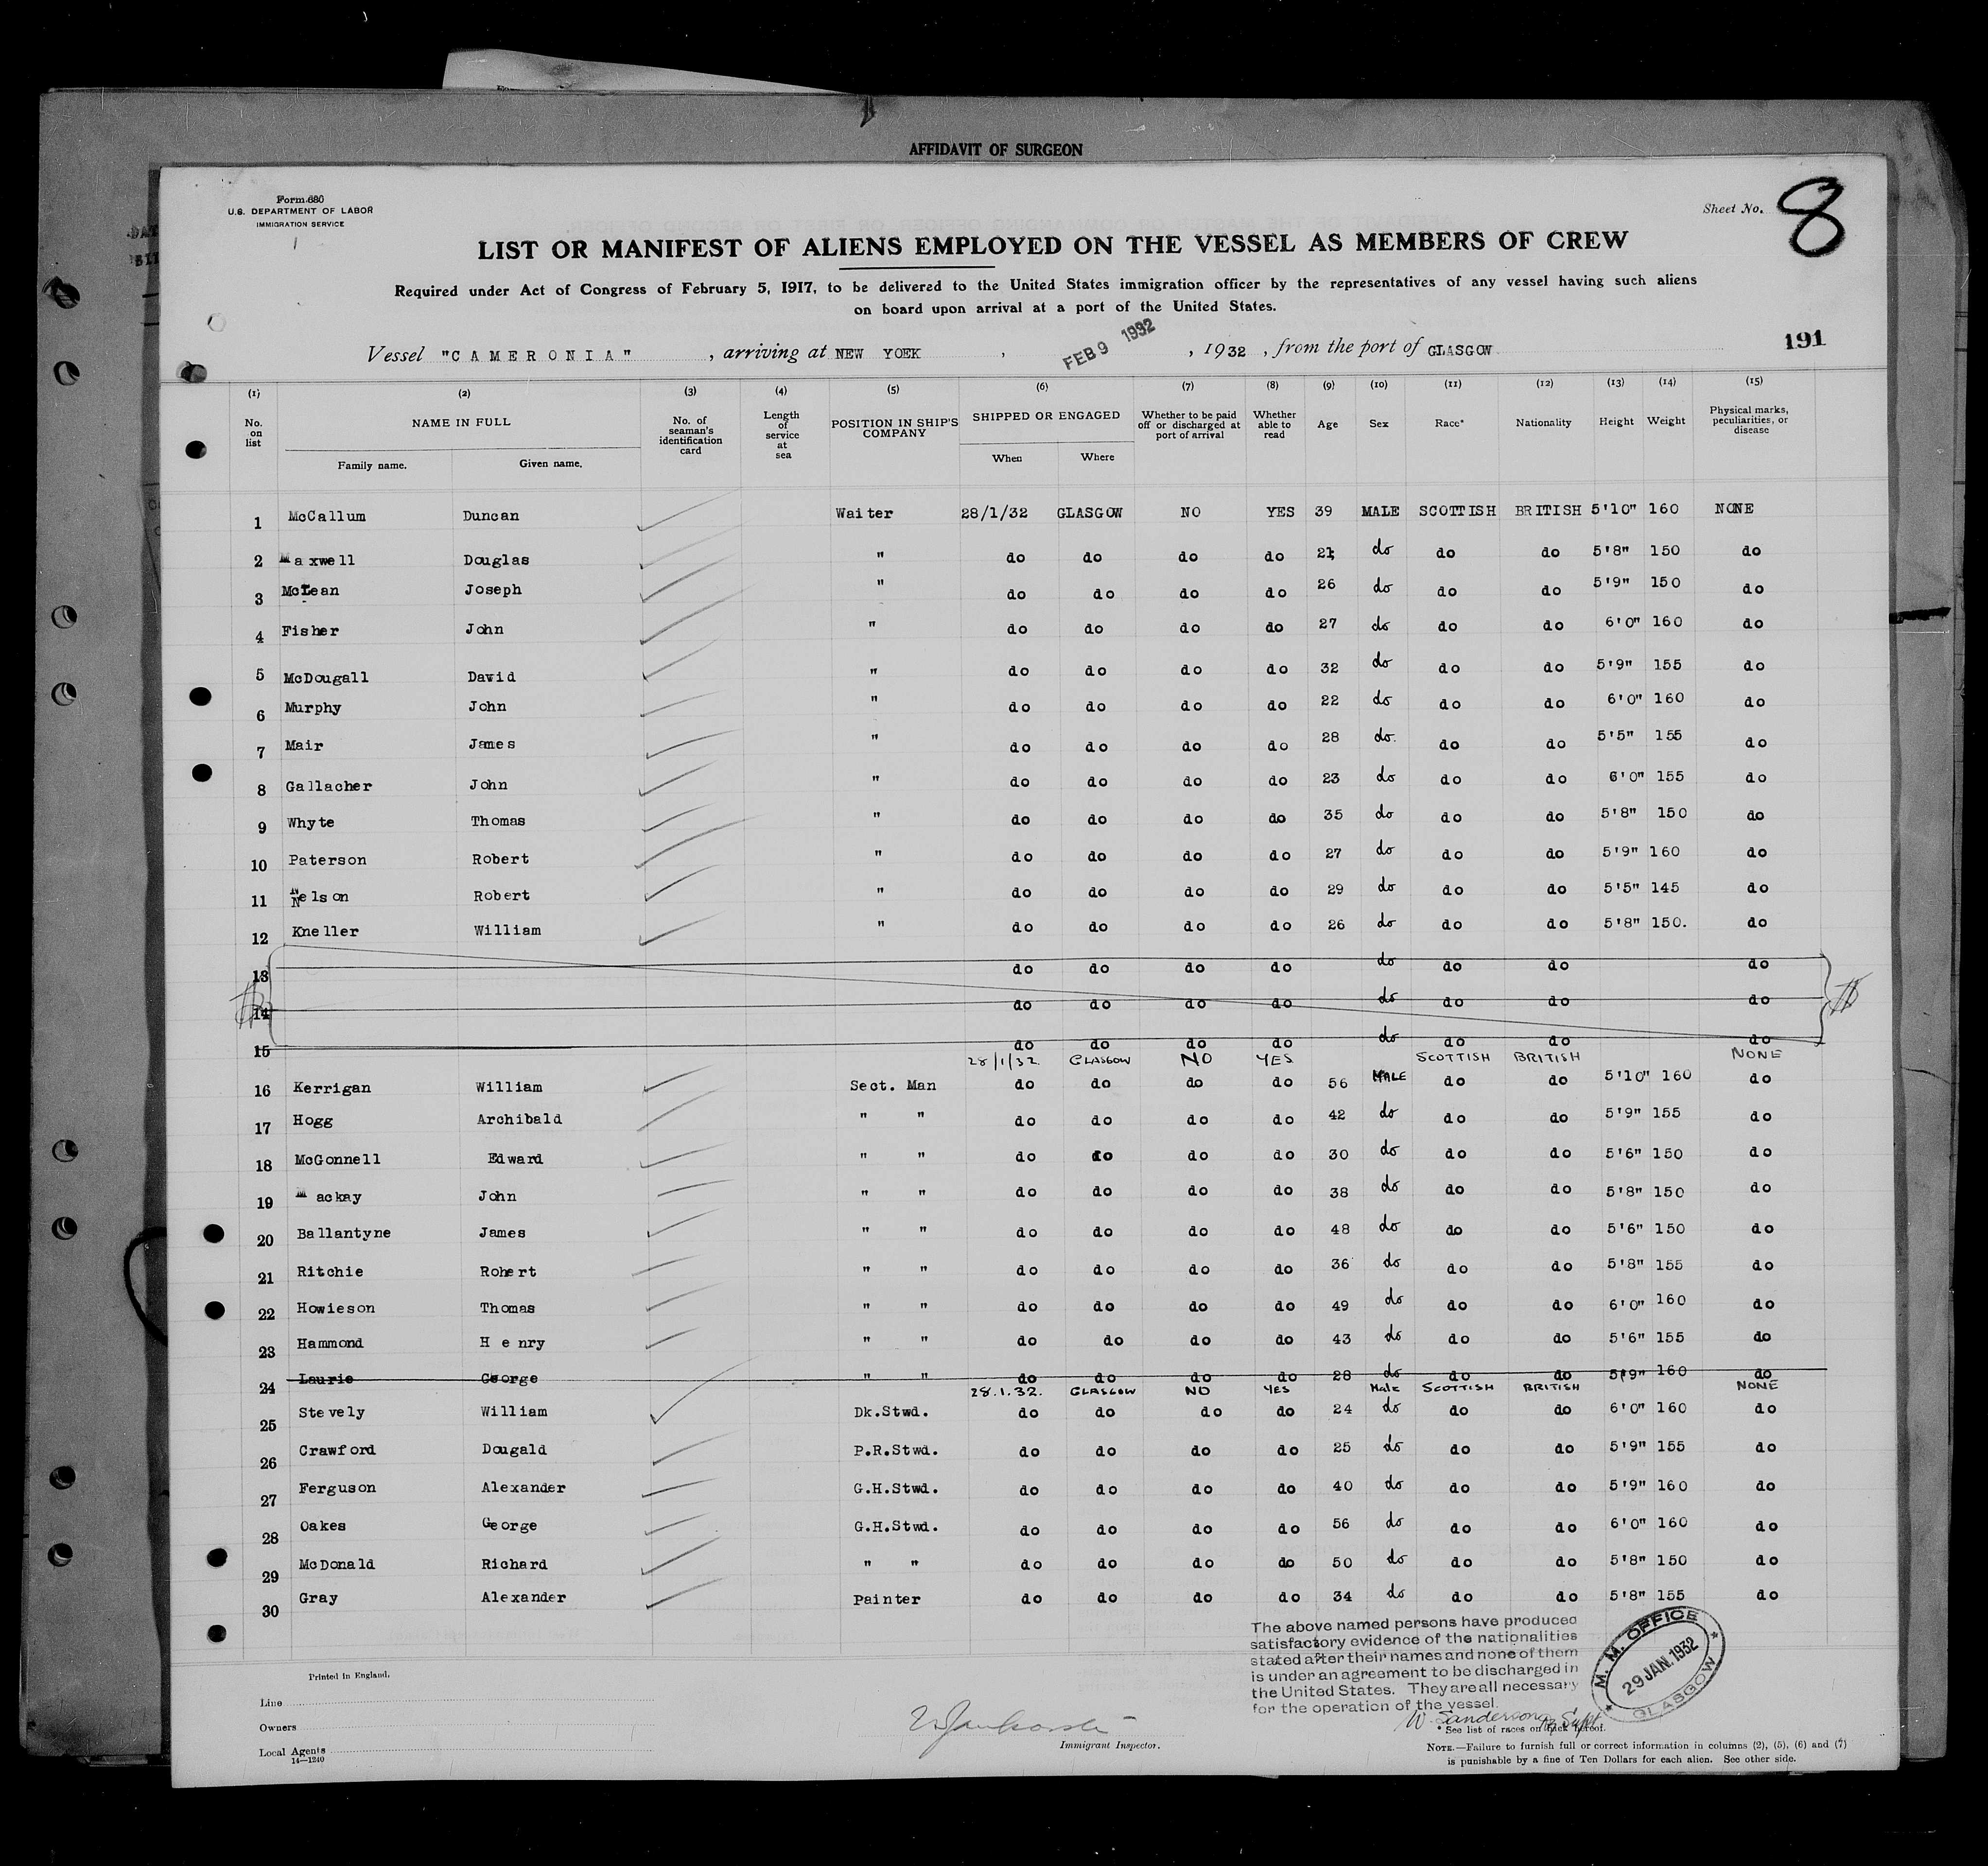 AFFIDAVIT OF SURGEON
Form 680
U.S. DEPARTMENT OF LABOR
IMMIGRATION SERVICE
Sheet No. 8
LIST OR MANIFEST OF ALIENS EMPLOYED ON THE VESSEL AS MEMBERS OF CREW
Required under Act of Congress of February 5, 1917, to be delivered to the United States immigration officer by the representatives of any vessel having such aliens
on board upon arrival at a port of the United States.
191
Vessel "CAMERONIA", arriving at NEW YOEK, FEB 9 1932, 1932, from the port of GLASGOW
(1) (2) (3) (4) (5) (6) (7) (8) (9) (10) (11) (12) (13) (14) (15)
No. on list NAME IN FULL Family name. Given name. No. of seaman's identification card Length of service at sea POSITION IN SHIP'S COMPANY SHIPPED OR ENGAGED When Where Whether to be paid off or discharged at port of arrival Whether able to read Age Sex Race* Nationality Height Weight Physical marks, peculiarities, or disease
1 McCallum Duncan Waiter 28/1/32 GLASGOW NO YES 39 MALE SCOTTISH BRITISH 5'10" 160 NONE
2 Maxwell Douglas " do do do do do do do 5'8" 150 do
3 McLean Joseph " do do do do 26 do do do 5'9" 150 do
4 Fisher John " do do do do 27 do do do 6'0" 160 do
5 McDougall David " do do do do 32 do do do 5'9" 155 do
6 Murphy John " do do do do 22 do do do 6'0" 160 do
7 Mair James " do do do do 28 do. do do 5'5" 155 do
8 Gallacher John " do do do do 23 do do do 6'0" 155 do
9 Whyte Thomas " do do do do 35 do do do 5'8" 150 do
10 Paterson Robert " do do do do 27 do do do 5'9" 160 do
11 Nelson Robert " do do do do 29 do do do 5'5" 145 do
12 Kneller William " do do do do 26 do do do 5'8" 150. do
13 do do do do do do do do
14 do do do do do do do do
15 do do do do do do do do
28/1/32. GLASGOW NO YES SCOTTISH BRITISH NONE
16 Kerrigan William Sect. Man do do do do 56 MALE do do 5'10" 160 do
17 Hogg Archibald " " do do do do 42 do do do 5'9" 155 do
18 McGonnell Edward " " do do do do 30 do do do 5'6" 150 do
19 Mackay John " " do do do do 38 do do do 5'8" 150 do
20 Ballantyne James " " do do do do 48 do do do 5'6" 150 do
21 Ritchie Robert " " do do do do 36 do do do 5'8" 155 do
22 Howieson Thomas " " do do do do 49 do do do 6'0" 160 do
23 Hammond Henry " " do do do do 43 do do do 5'6" 155 do
24 Laurie George " " do do do do 28 do do do 5'9" 160 do
28.1.32. GLASGOW NO YES Male SCOTTISH BRITISH NONE
25 Stevely William Dk.Stwd. do do do do 24 do do do 6'0" 160 do
26 Crawford Dougald P.R.Stwd. do do do do 25 do do do 5'9" 155 do
27 Ferguson Alexander G.H.Stwd. do do do do 40 do do do 5'9" 160 do
28 Oakes George G.H.Stwd. do do do do 56 do do do 6'0" 160 do
29 McDonald Richard " " do do do do 50 do do do 5'8" 150 do
30 Gray Alexander Painter do do do do 34 do do do 5'8" 155 do
The above named persons have produced
satisfactory evidence of the nationalities
stated after their names and none of them
is under an agreement to be discharged in
the United States. They are all necessary
for the operation of the vessel.
M. M. OFFICE
29 JAN. 1932
GLASGOW
W. Sanderson
Printed in England.
Line
Owners
Local Agents
14—1240
Immigrant Inspector.
* See list of races on back hereof.
NOTE.—Failure to furnish full or correct information in columns (2), (5), (6) and (7)
is punishable by a fine of Ten Dollars for each alien. See other side.